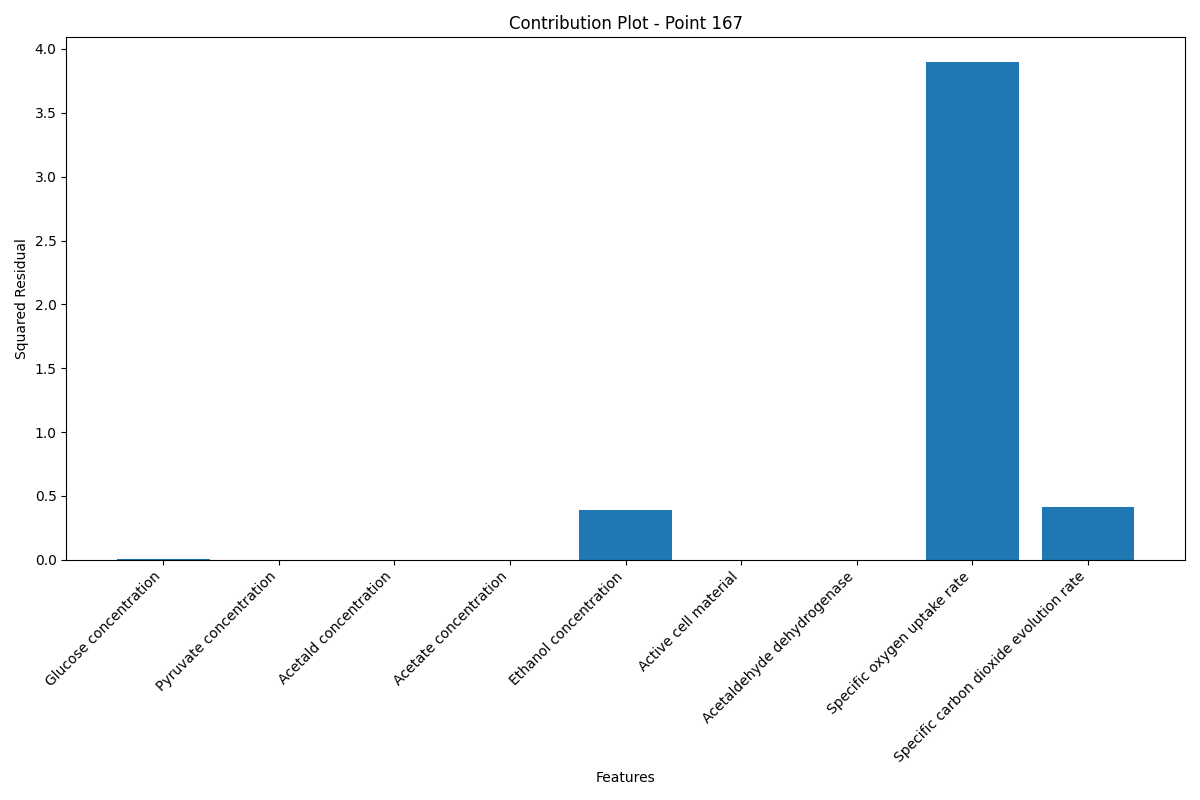 Contribution Plot - Point 167
Squared Residual
4.0
3.5
3.0
2.5
2.0
1.5
1.0
0.5
0.0
Glucose concentration
Pyruvate concentration
Acetald concentration
Acetate concentration
Ethanol concentration
Active cell material
Acetaldehyde dehydrogenase
Specific oxygen uptake rate
Specific carbon dioxide evolution rate
Features